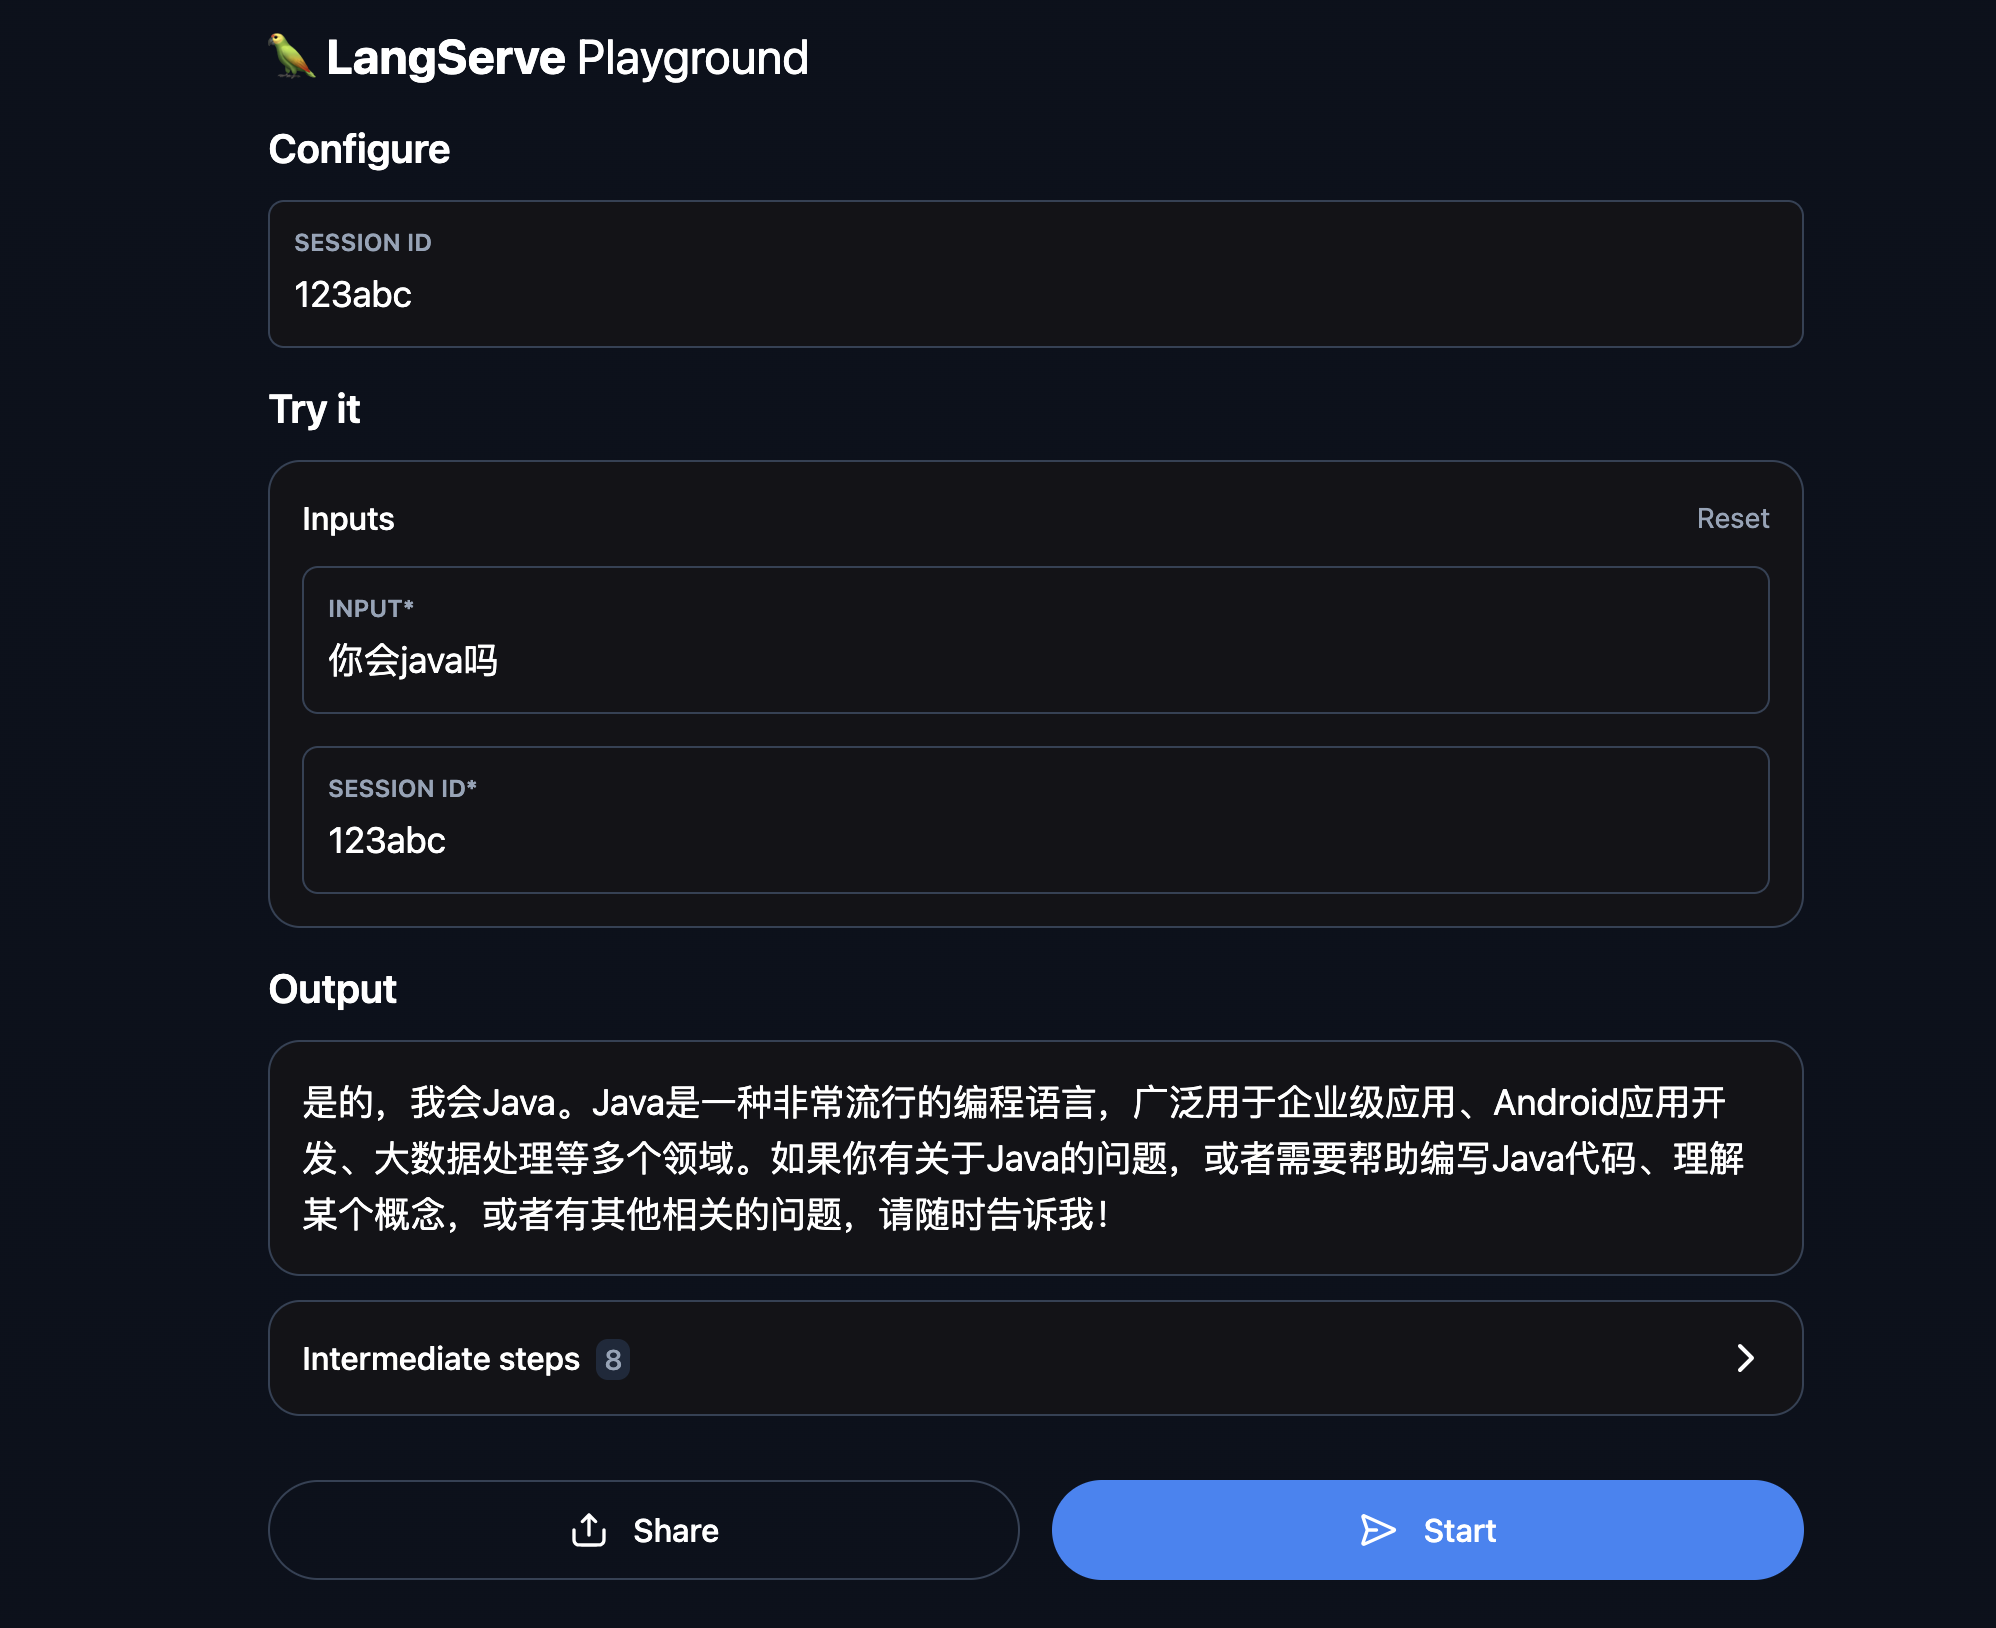 LangServe Playground
Configure
SESSION ID
123abc
Try it
Inputs
Reset
INPUT*
你会java吗
SESSION ID*
123abc
Output
是的，我会Java。Java是一种非常流行的编程语言，广泛用于企业级应用、Android应用开
发、大数据处理等多个领域。如果你有关于Java的问题，或者需要帮助编写Java代码、理解
某个概念，或者有其他相关的问题，请随时告诉我！
Intermediate steps 8
Share
Start